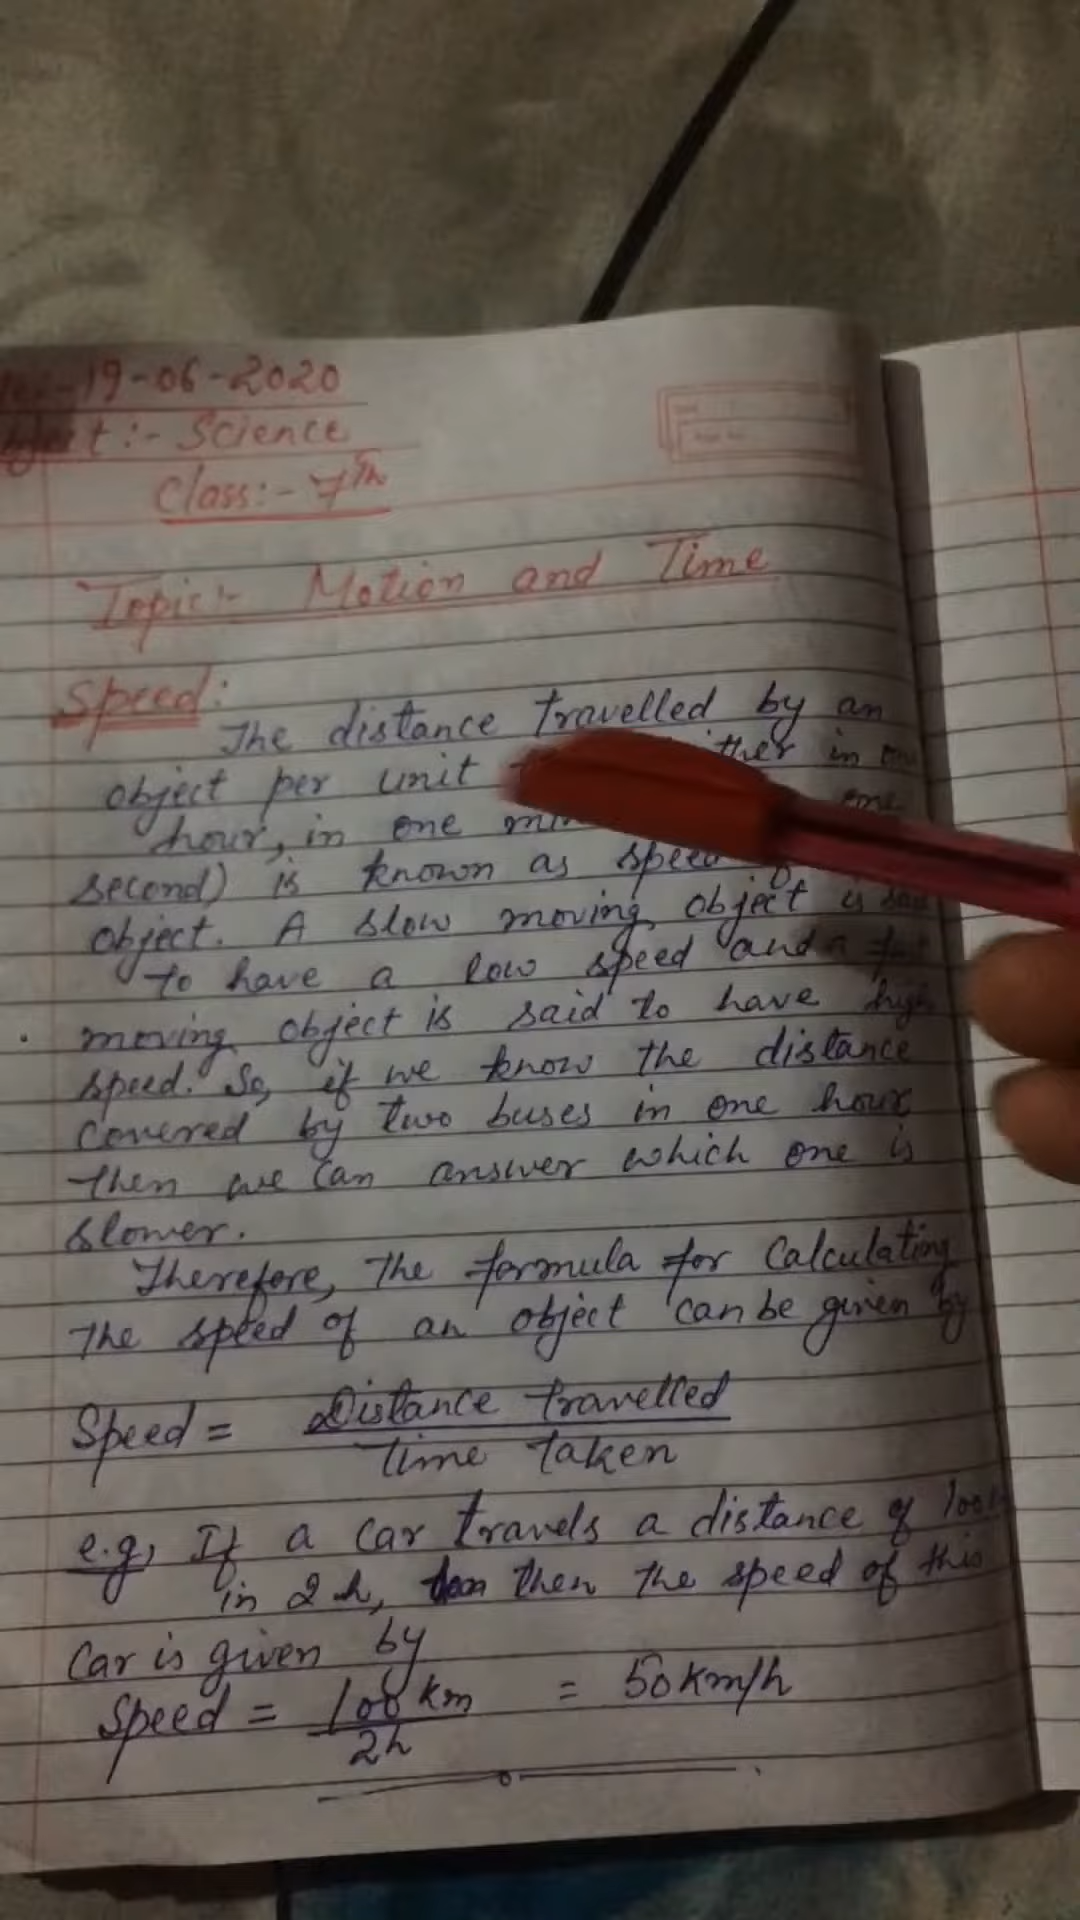 19-06-2020
:- Science
Class:- 7th
Topic:- Motion and Time
Speed:
The distance travelled by an
object per unit in
hour, in one one
second) is known as speed
object. A slow moving object is
to have a low speed and a
moving object is said to have high
speed. So, if we know the distance
covered by two buses in one hour
then we can answer which one is
slower.
Therefore, the formula for Calculating
the speed of an object can be given by
Speed = Distance travelled
Time taken
e.g, If a car travels a distance of
in 2 h, then the speed of this
Car is given by
Speed = 100 km = 50 km/h
2h